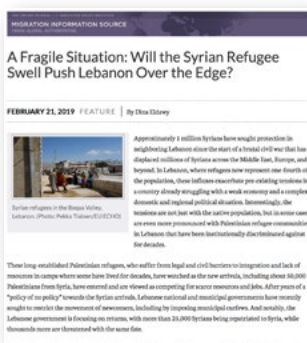 MIGRATION INFORMATION SOURCE
A Fragile Situation: Will the Syrian Refugee
Swell Push Lebanon Over the Edge?
FEBRUARY 21, 2019 FEATURE | By Dina Eldawy
Approximately 1 million Syrians have sought protection in
neighboring Lebanon since the start of a brutal civil war that has
displaced millions of Syrians across the Middle East, Europe, and
beyond. In Lebanon, where refugees now represent one-fourth of
the population, these influxes exacerbate pre-existing tensions in
a country already struggling with a weak economy and a complex
domestic and regional political situation. Interestingly, the
tensions are not just with the native population, but in some cases
are even more pronounced with Palestinian refugee communities
in Lebanon that have been institutionally discriminated against
for decades.
Syrian refugees in the Beqaa Valley,
Lebanon. (Photo: Pekka Tiainen/EU/ECHO)
These long-established Palestinian refugees, who suffer from legal and civil barriers to integration and lack of
resources in camps where some have lived for decades, have watched as the new arrivals, including about 30,000
Palestinians from Syria, have entered and are viewed as competing for scarce resources and jobs. After years of a
"policy of no policy" towards the Syrian arrivals, Lebanese national and municipal governments have recently
sought to restrict the movement of newcomers, including by imposing municipal curfews. And notably, the
Lebanese government is focusing on returns, with more than 25,000 Syrians being repatriated to Syria, while
thousands more are threatened with the same fate.